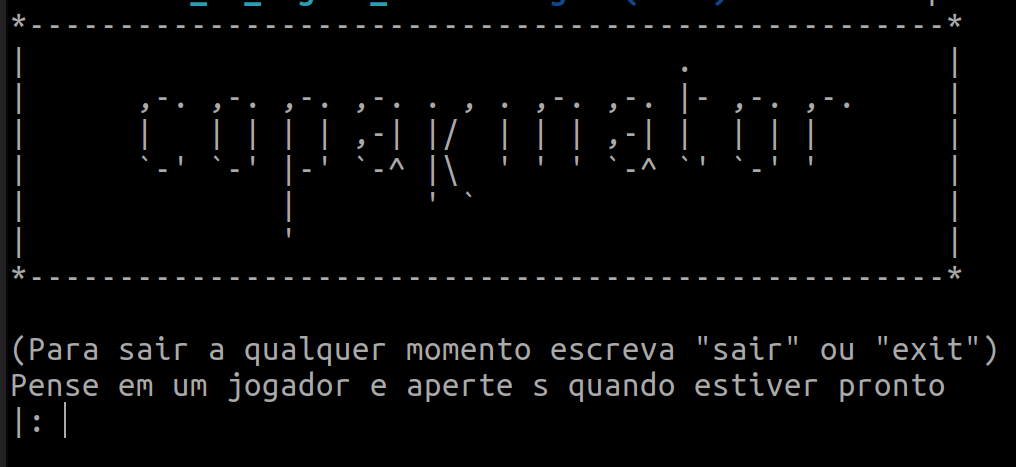 copakinator
(Para sair a qualquer momento escreva "sair" ou "exit")
Pense em um jogador e aperte s quando estiver pronto
|: